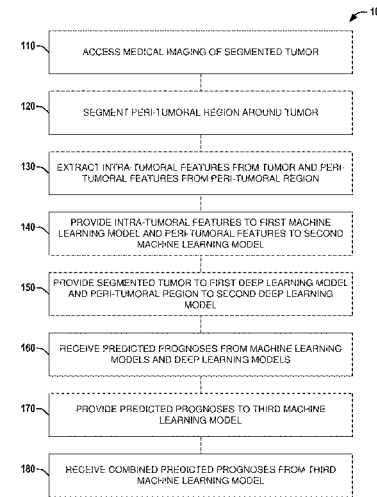 10
110
ACCESS MEDICAL IMAGING OF SEGMENTED TUMOR
120
SEGMENT PERI-TUMORAL REGION AROUND TUMOR
130
EXTRACT INTRA-TUMORAL FEATURES FROM TUMOR AND PERI-
TUMORAL FEATURES FROM PERI-TUMORAL REGION
140
PROVIDE INTRA-TUMORAL FEATURES TO FIRST MACHINE
LEARNING MODEL AND PERI-TUMORAL FEATURES TO SECOND
MACHINE LEARNING MODEL
150
PROVIDE SEGMENTED TUMOR TO FIRST DEEP LEARNING MODEL
AND PERI-TUMORAL REGION TO SECOND DEEP LEARNING
MODEL
160
RECEIVE PREDICTED PROGNOSES FROM MACHINE LEARNING
MODELS AND DEEP LEARNING MODELS
170
PROVIDE PREDICTED PROGNOSES TO THIRD MACHINE
LEARNING MODEL
180
RECEIVE COMBINED PREDICTED PROGNOSES FROM THIRD
MACHINE LEARNING MODEL